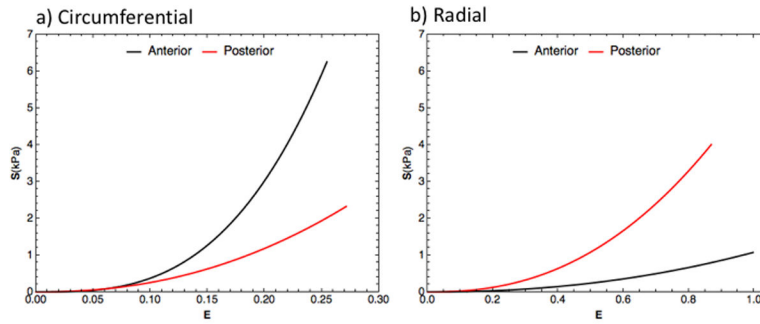 a) Circumferential
Anterior Posterior
7
6
5
4
3
2
1
0
S(kPa)
0.00 0.05 0.10 0.15 0.20 0.25 0.30
E
b) Radial
Anterior Posterior
7
6
5
4
3
2
1
0
S(kPa)
0.0 0.2 0.4 0.6 0.8 1.0
E